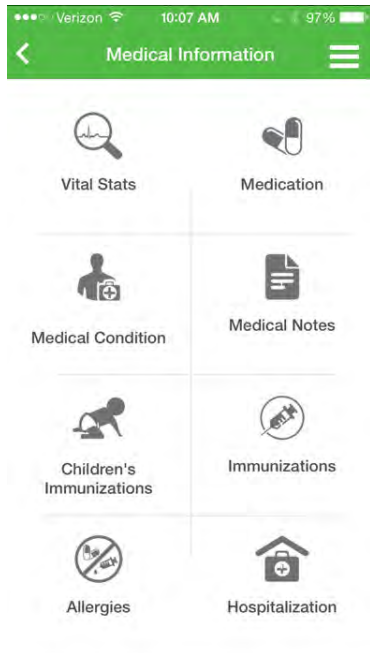 Verizon 10:07 AM 97%
Medical Information
Vital Stats
Medication
Medical Condition
Medical Notes
Children's
Immunizations
Immunizations
Allergies
Hospitalization